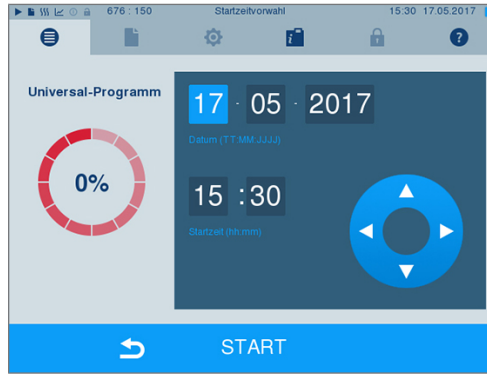 676 : 150 Startzeitvorwahl 15:30 17.05.2017
Universal-Programm
17 . 05 . 2017
Datum (TT:MM:JJJJ)
0%
15 : 30
Startzeit (hh:mm)
START